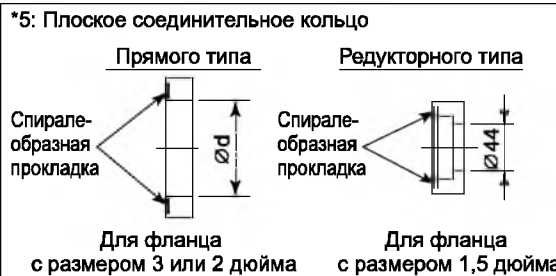 *5: Плоское соединительное кольцо
Прямого типа
Редукторного типа
Спирале-
образная
прокладка
Ød
Спирале-
образная
прокладка
Ø44
Для фланца
с размером 3 или 2 дюйма
Для фланца
с размером 1,5 дюйма